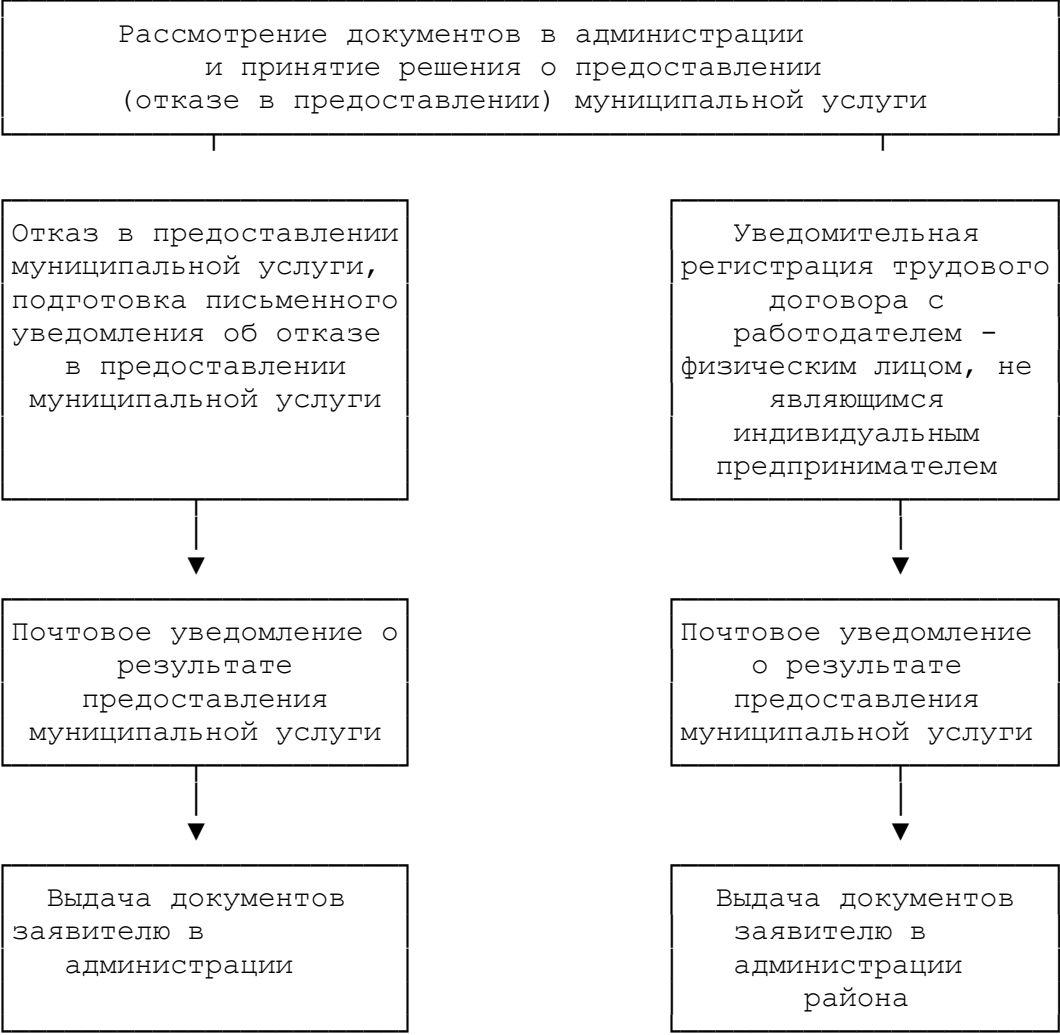 Рассмотрение документов в администрации
и принятие решения о предоставлении
(отказе в предоставлении) муниципальной услуги
Отказ в предоставлении
муниципальной услуги,
подготовка письменного
уведомления об отказе
в предоставлении
муниципальной услуги
Уведомительная
регистрация трудового
договора с
работодателем -
физическим лицом, не
являющимся
индивидуальным
предпринимателем
Почтовое уведомление о
результате
предоставления
муниципальной услуги
Почтовое уведомление
о результате
предоставления
муниципальной услуги
Выдача документов
заявителю в
администрации
Выдача документов
заявителю в
администрации
района